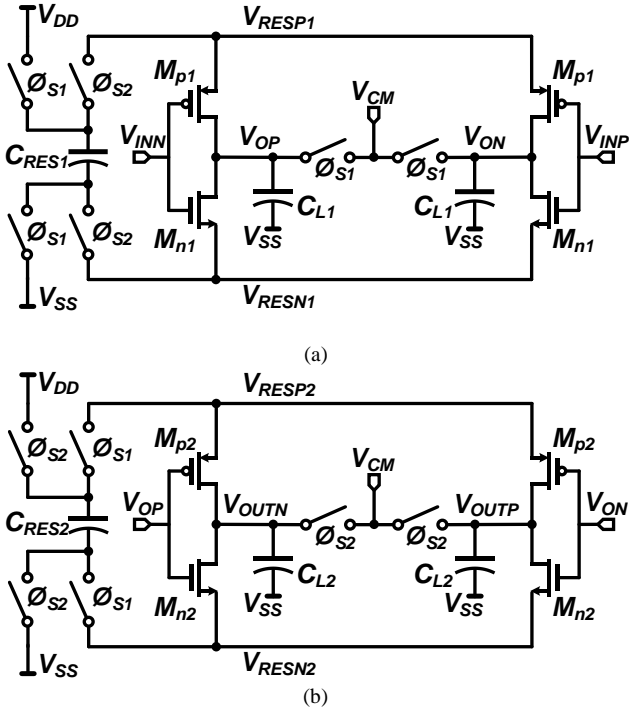 V_DD V_RESP1
Ø_S1 Ø_S2 M_p1 V_CM M_p1
C_RES1 V_INN V_OP V_ON V_INP
Ø_S1 Ø_S1
Ø_S1 Ø_S2 M_n1 C_L1 C_L1 M_n1
V_SS V_SS
V_SS V_RESN1
(a)
V_DD V_RESP2
Ø_S2 Ø_S1 M_p2 V_CM M_p2
C_RES2 V_OP V_OUTN V_OUTP V_ON
Ø_S2 Ø_S2
Ø_S2 Ø_S1 M_n2 C_L2 C_L2 M_n2
V_SS V_SS
V_SS V_RESN2
(b)